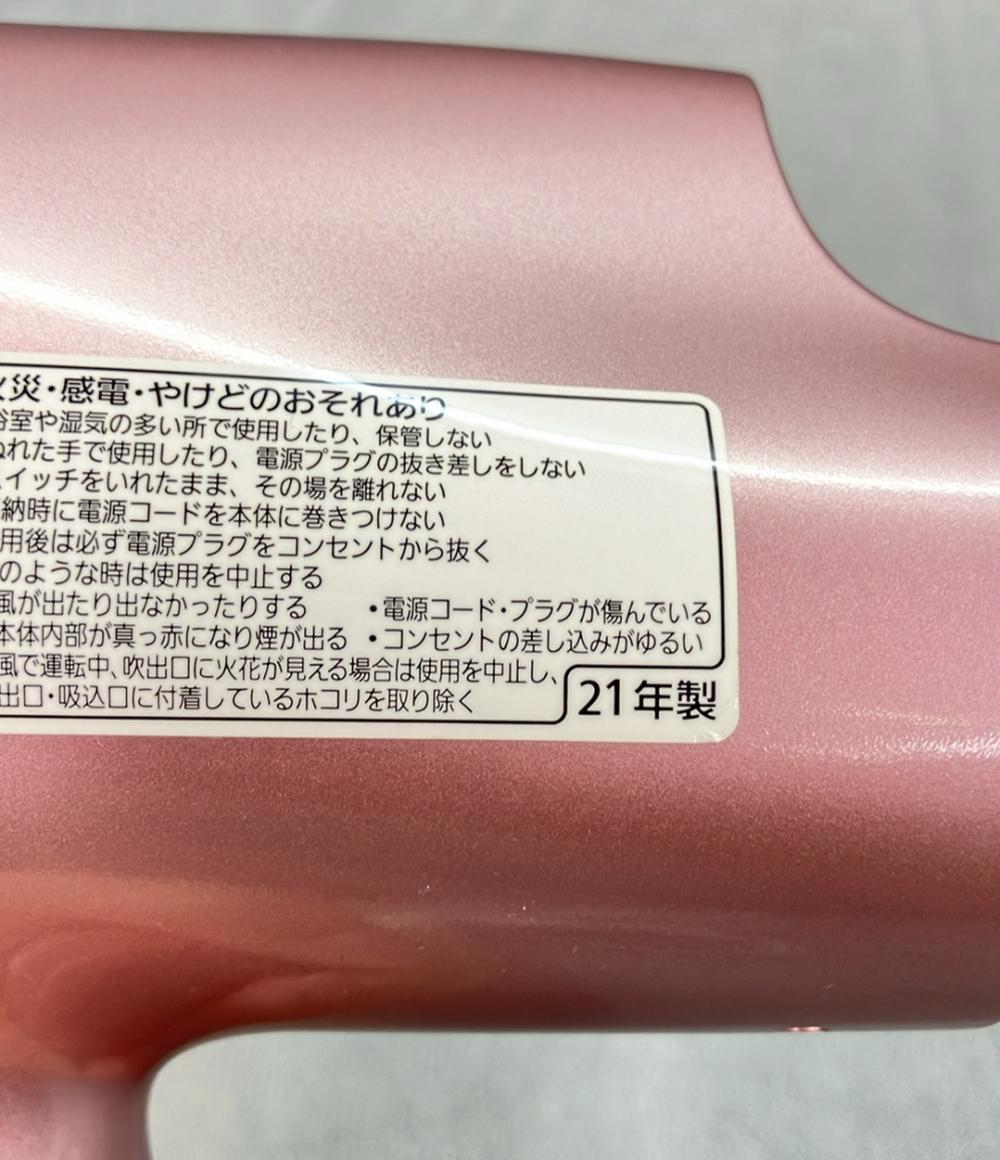 火災・感電・やけどのおそれあり
浴室や湿気の多い所で使用したり、保管しない
ぬれた手で使用したり、電源プラグの抜き差しをしない
スイッチをいれたまま、その場を離れない
納時に電源コードを本体に巻きつけない
用後は必ず電源プラグをコンセントから抜く
のような時は使用を中止する
風が出たり出なかったりする ・電源コード・プラグが傷んでいる
本体内部が真っ赤になり煙が出る ・コンセントの差し込みがゆるい
風で運転中、吹出口に火花が見える場合は使用を中止し、
出口・吸込口に付着しているホコリを取り除く
21年製